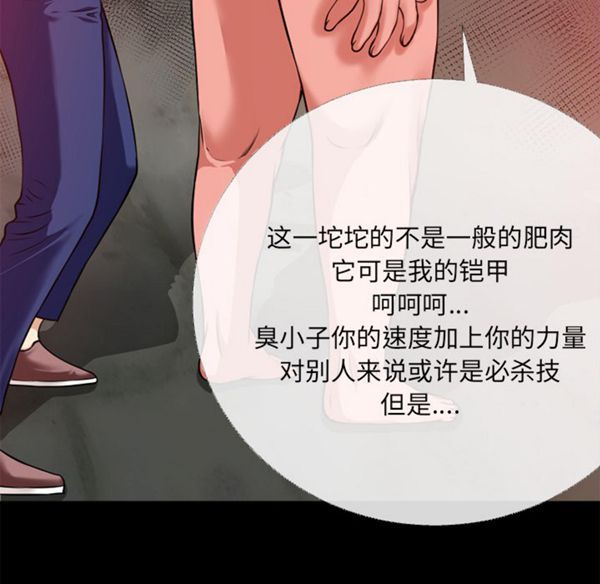 这一坨坨的不是一般的肥肉
它可是我的铠甲
呵呵呵...
臭小子你的速度加上你的力量
对别人来说或许是必杀技
但是....